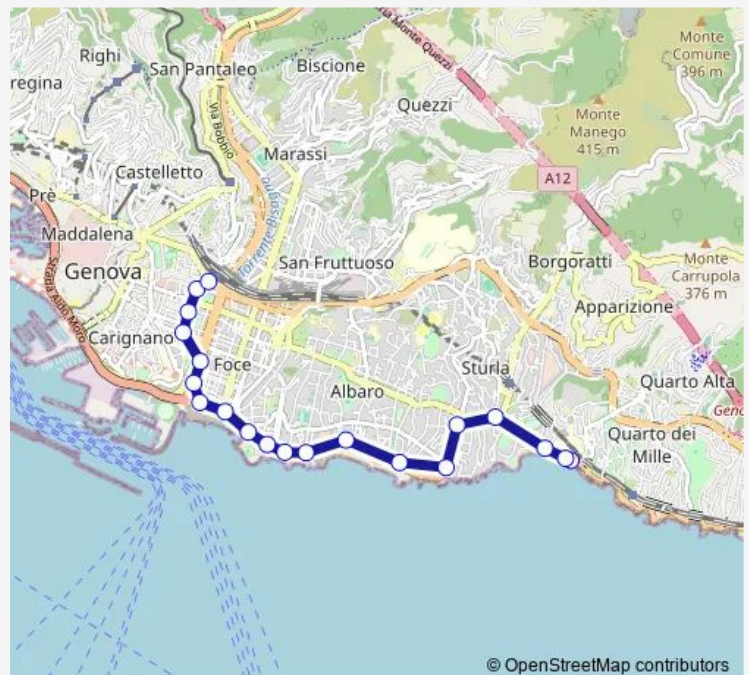 Righi
San Pantaleo
Biscione
Monte
Comune
396 m
regina
Via Bobbio
Quezzi
Monte
Manego
415 m
Marassi
Castelletto
A12
Prè
Torrente Bisagno
Maddalena
San Fruttuoso
Borgoratti
Monte
Carrupola
376 m
Genova
Strada Aldo Moro
Apparizione
Carignano
Foce
Sturla
Albaro
Quarto Alta
Quarto dei
Mille
© OpenStreetMap contributors